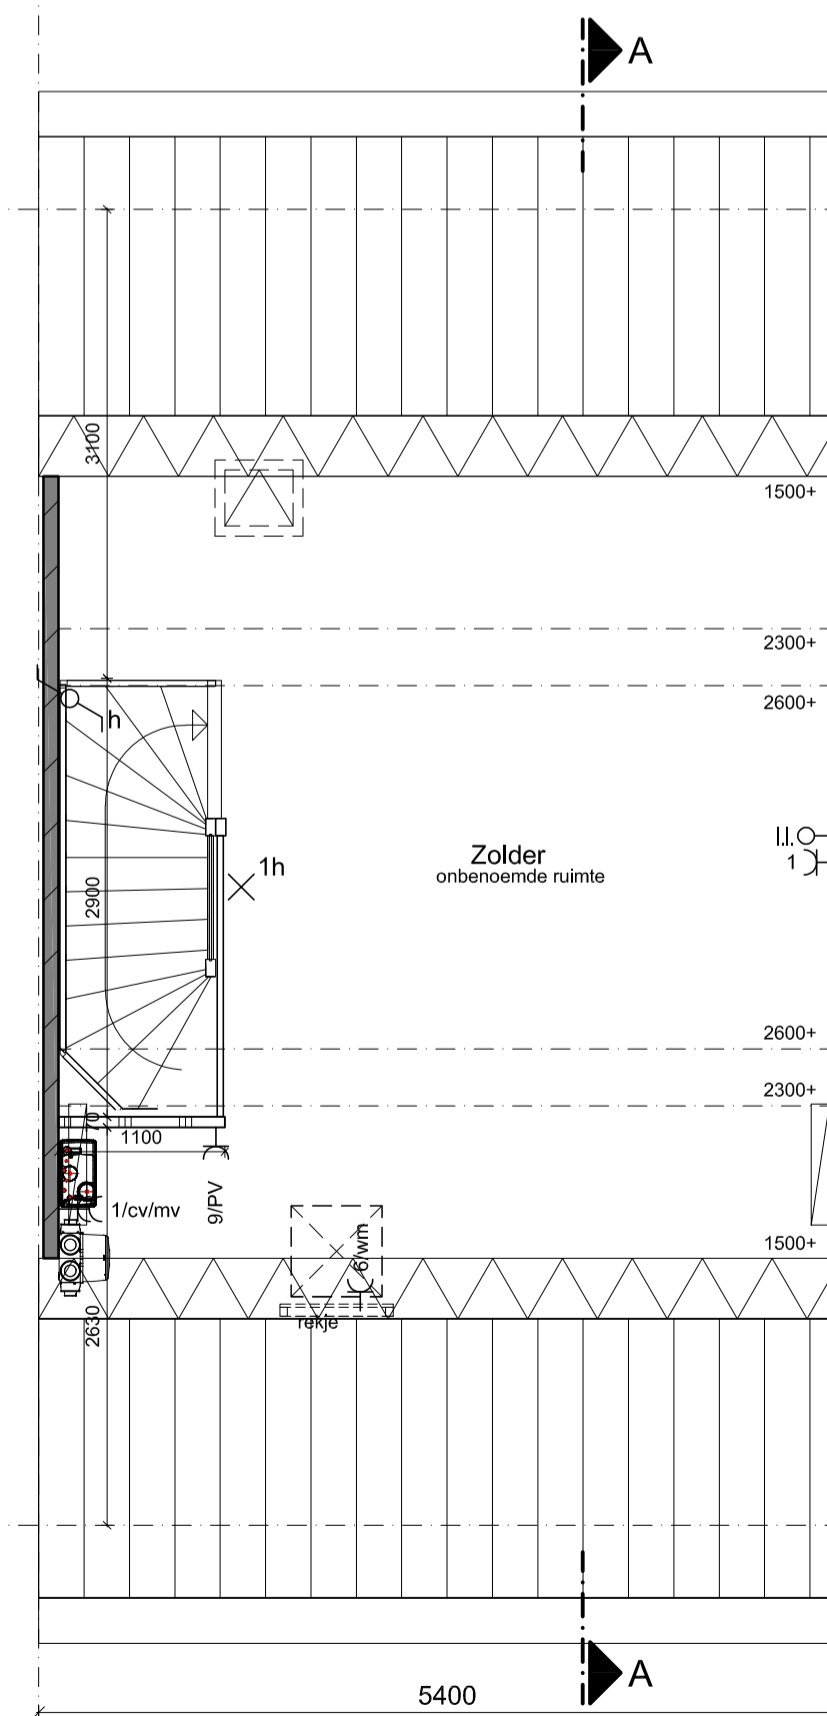 A
3100
1500+
2300+
2600+
h
l.l.
1
Zolder
onbenoemde ruimte
1h
2900
2600+
2300+
70
1100
1/cv/mv
9/PV
6/wm
1500+
rekje
2630
A
5400